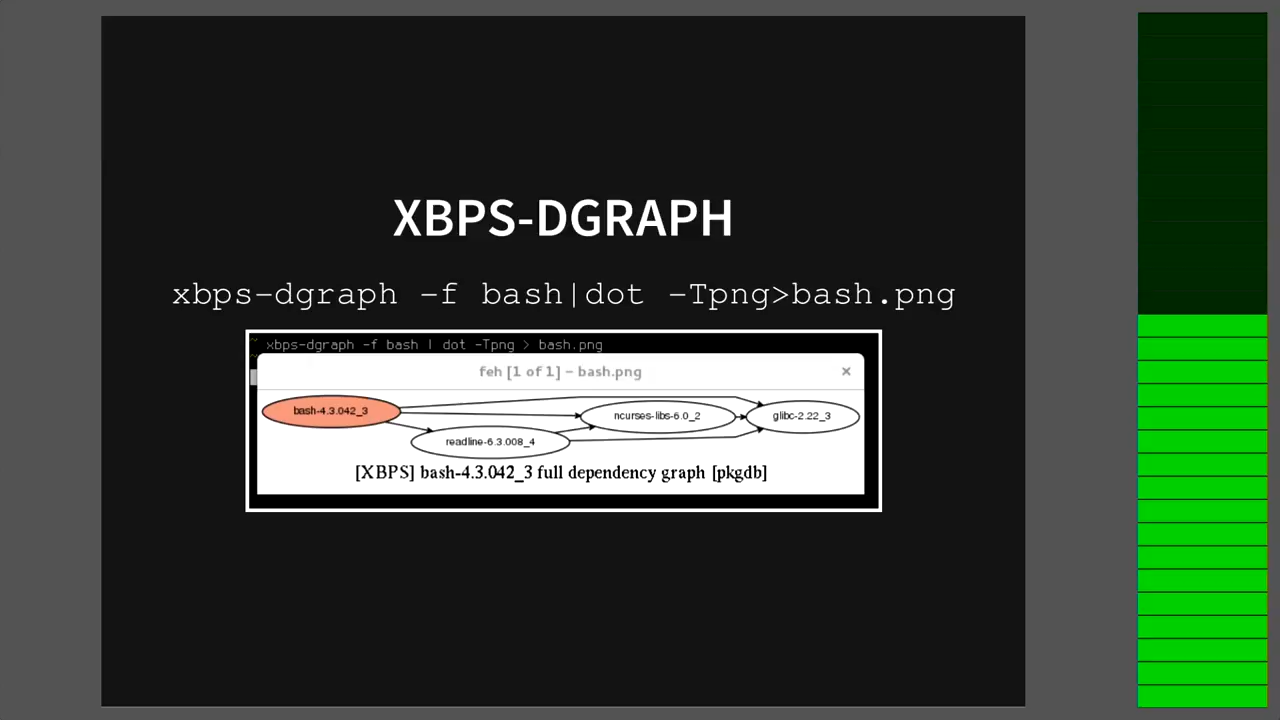 XBPS-DGRAPH
xbps-dgraph -f bash|dot -Tpng>bash.png
~ xbps-dgraph -f bash | dot -Tpng > bash.png
feh [1 of 1] – bash.png ×
bash-4.3.042_3
ncurses-libs-6.0_2
glibc-2.22_3
readline-6.3.008_4
[XBPS] bash-4.3.042_3 full dependency graph [pkgdb]